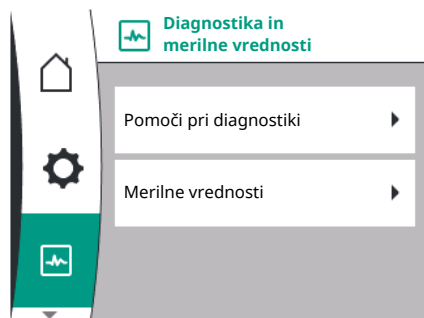 Diagnostika in
merilne vrednosti
Pomoči pri diagnostiki
Merilne vrednosti